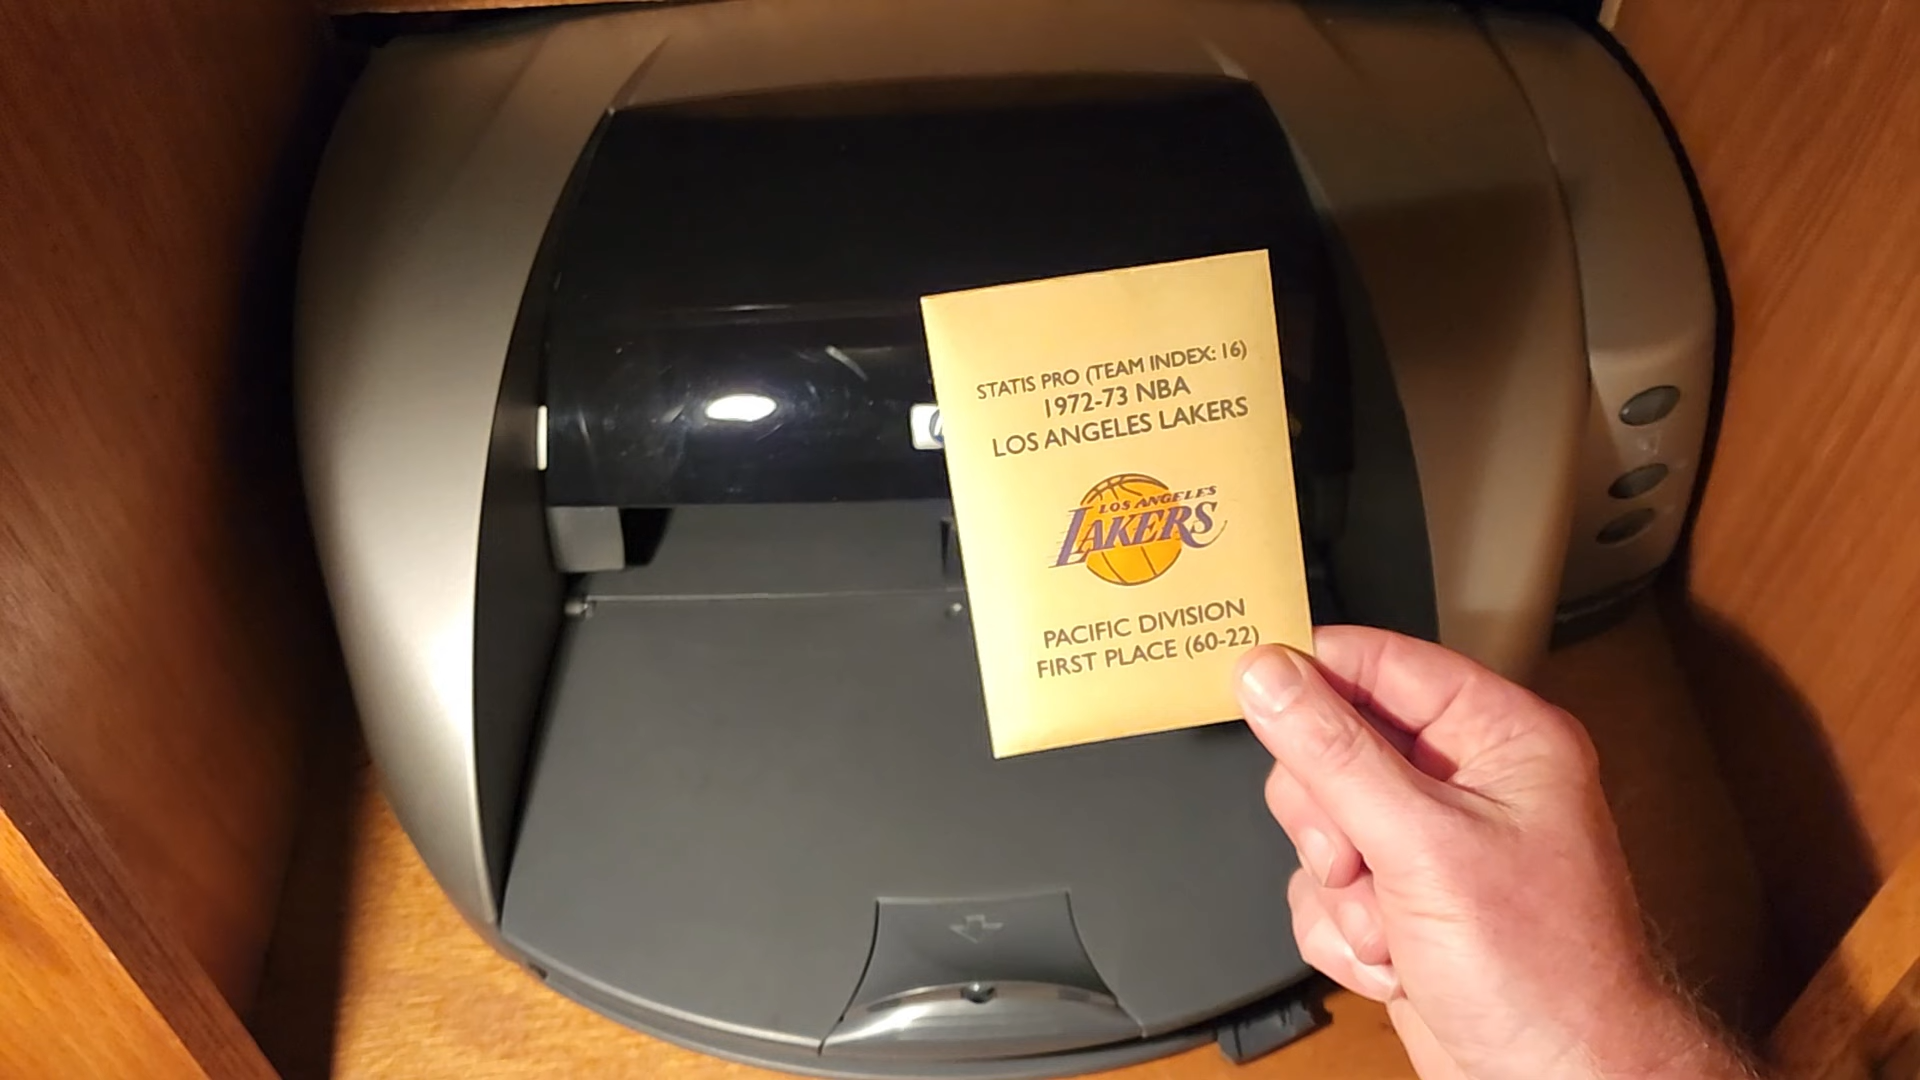 STATIS PRO (TEAM INDEX: 16)
1972-73 NBA
LOS ANGELES LAKERS
LOS ANGELES
LAKERS
PACIFIC DIVISION
FIRST PLACE (60-22)